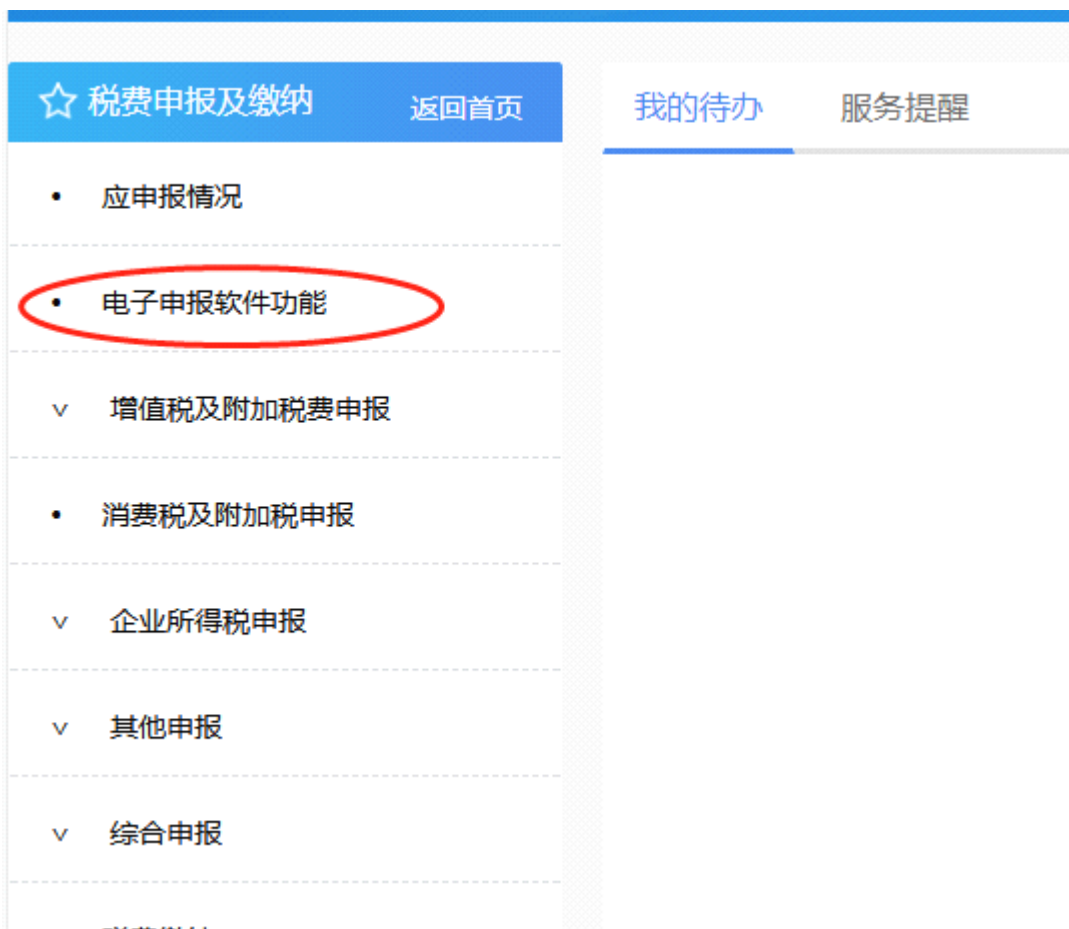 税费申报及缴纳 返回首页
我的待办 服务提醒
应申报情况
电子申报软件功能
增值税及附加税费申报
消费税及附加税申报
企业所得税申报
其他申报
综合申报